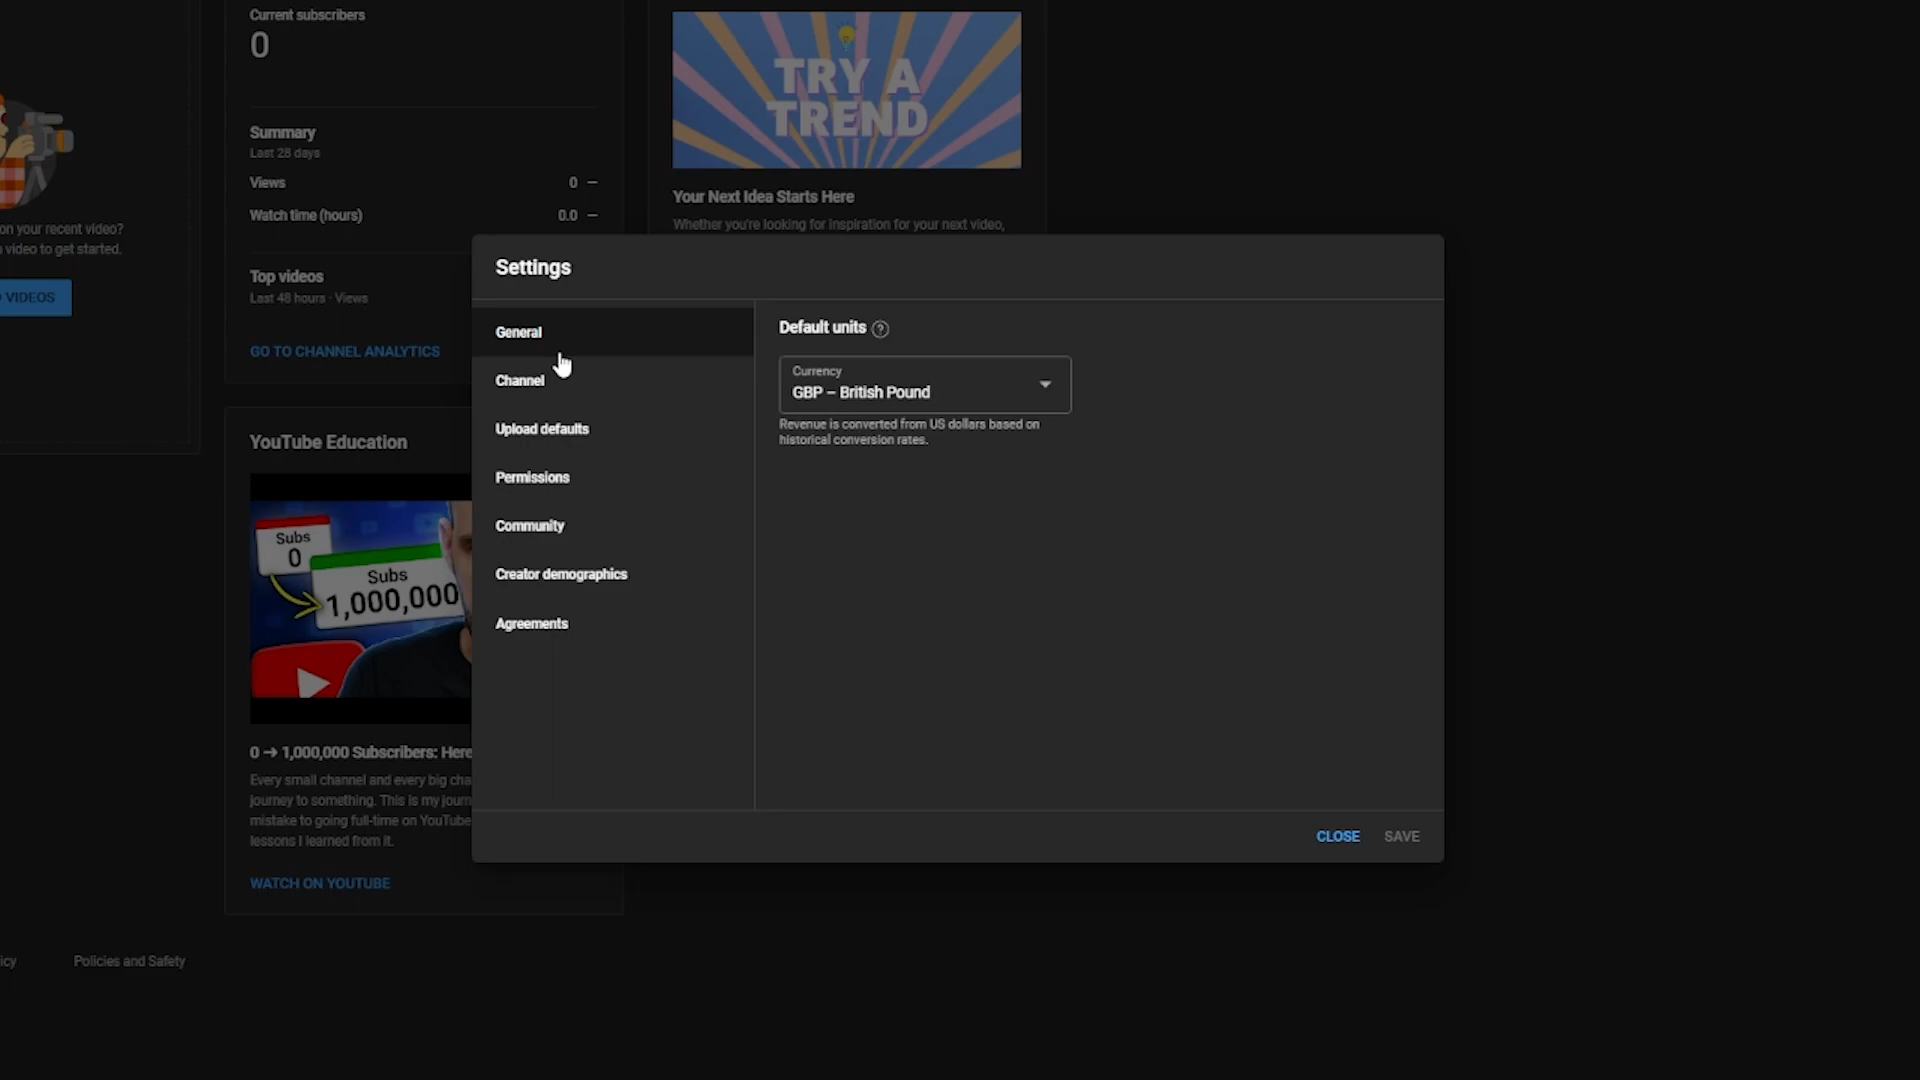 Current subscribers
0
Summary
Last 28 days
Views 0 –
Watch time (hours) 0.0 –
on your recent video?
video to get started.
VIDEOS
Top videos
Last 48 hours · Views
GO TO CHANNEL ANALYTICS
TRY A
TREND
Your Next Idea Starts Here
Whether you're looking for inspiration for your next video,
Settings
General
Channel
Upload defaults
Permissions
Community
Creator demographics
Agreements
Default units ?
Currency
GBP – British Pound
Revenue is converted from US dollars based on
historical conversion rates.
CLOSE SAVE
YouTube Education
Subs
0
Subs
1,000,000
0 → 1,000,000 Subscribers: Here
Every small channel and every big cha
journey to something. This is my journ
mistake to going full-time on YouTube
lessons I learned from it.
WATCH ON YOUTUBE
icy Policies and Safety